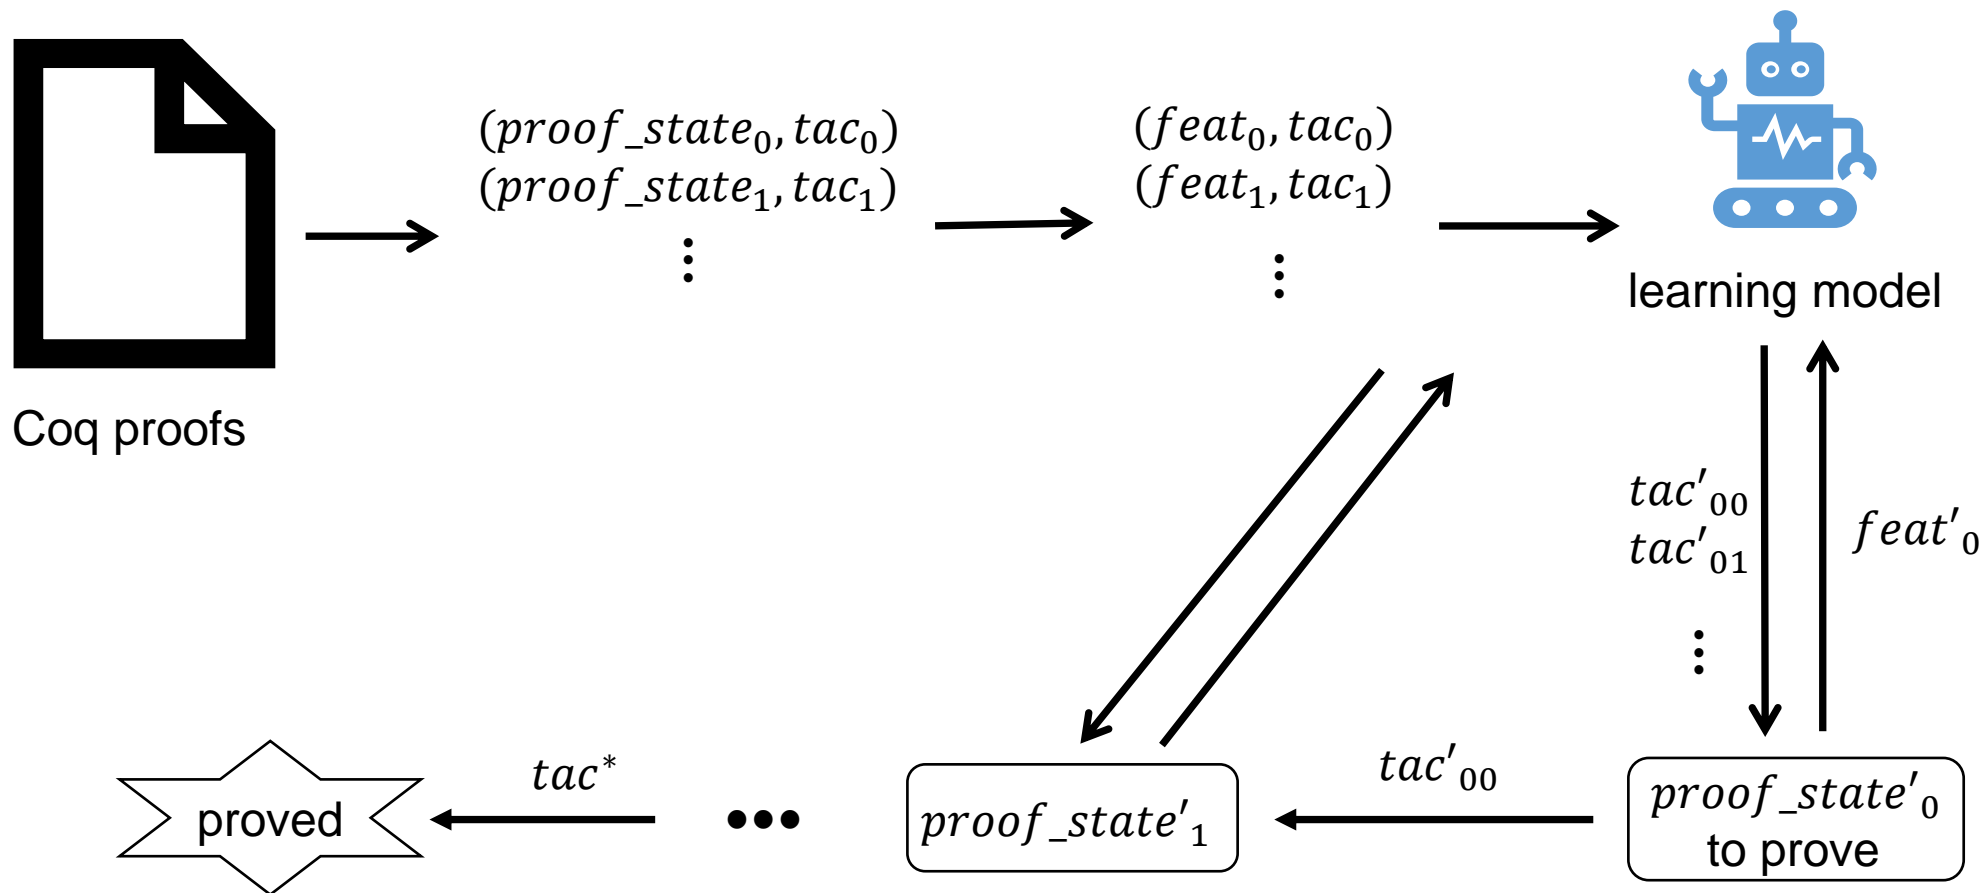 (proof_state₀, tac₀)
(proof_state₁, tac₁)
⋮
(feat₀, tac₀)
(feat₁, tac₁)
⋮
learning model
Coq proofs
tac′₀₀
tac′₀₁
⋮
feat′₀
proved
tac*
•••
proof_state′₁
tac′₀₀
proof_state′₀
to prove